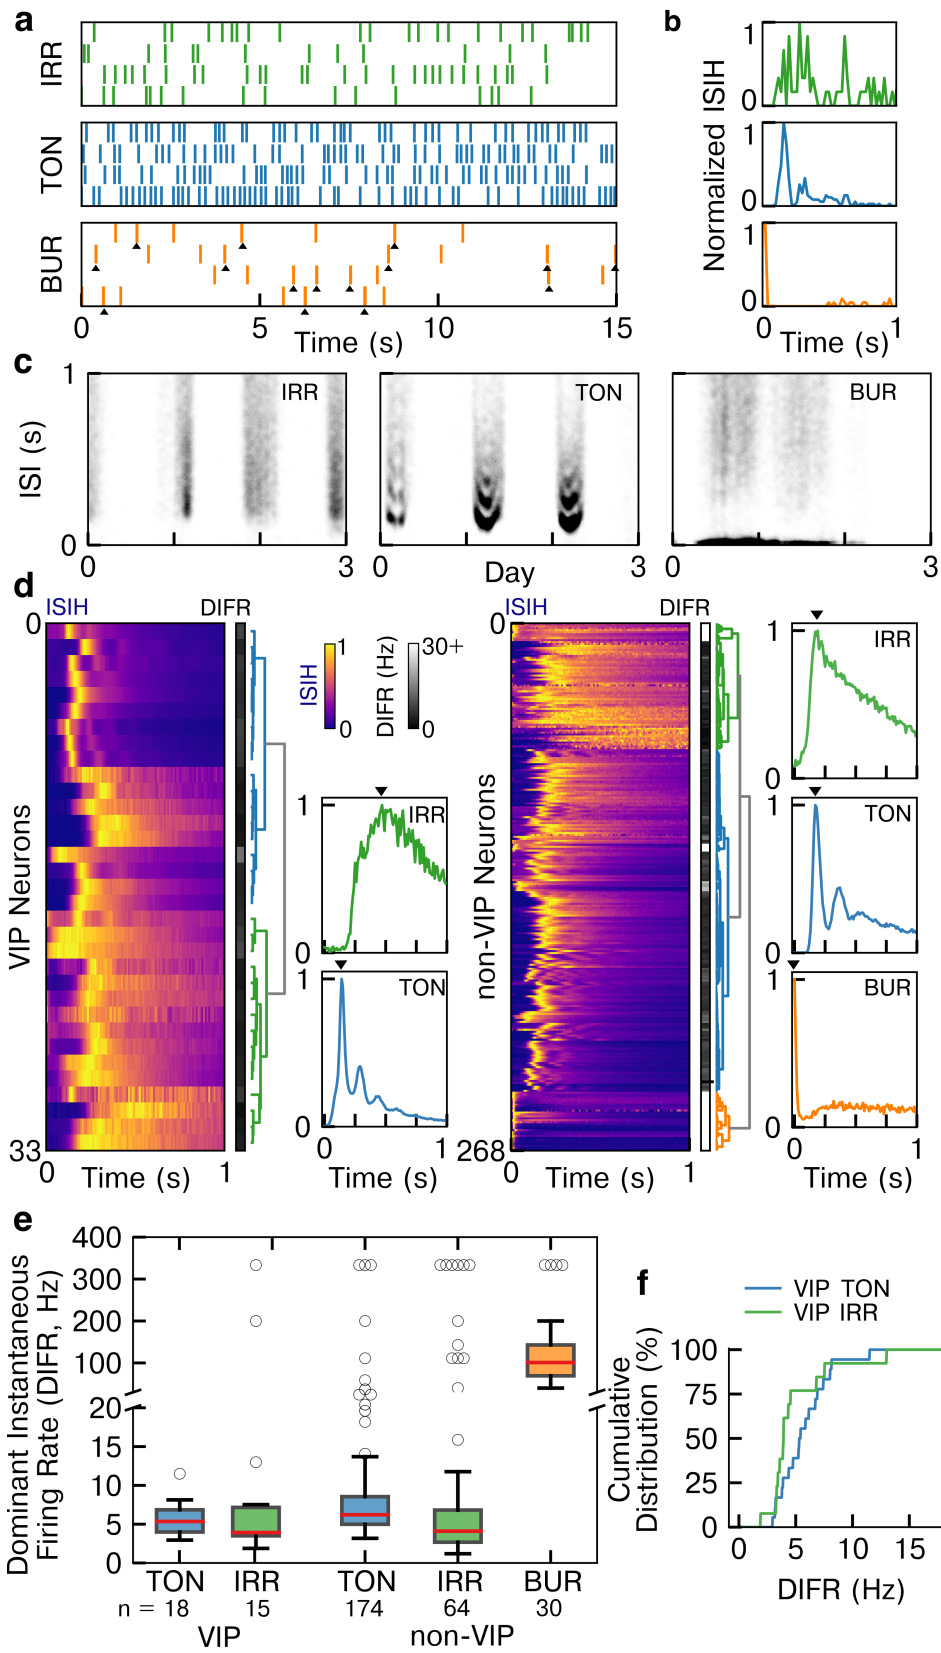 a
IRR
TON
BUR
0 5 10 15
Time (s)
b
Normalized ISIH
1
0
1
0
1
0
0 1
Time (s)
c
ISI (s)
1
0
IRR
TON
BUR
0 3
0 3
0 3
Day
d
ISIH DIFR
0
33
VIP Neurons
0 1
Time (s)
ISIH
1
0
DIFR (Hz)
30+
0
1
0
IRR
1
0
TON
0 1
Time (s)
ISIH DIFR
0
268
non-VIP Neurons
0 1
Time (s)
1
0
IRR
1
0
TON
1
0
BUR
0 1
Time (s)
e
Dominant Instantaneous
Firing Rate (DIFR, Hz)
400
300
200
100
20
15
10
5
0
TON IRR TON IRR BUR
n = 18 15 174 64 30
VIP non-VIP
f
VIP TON
VIP IRR
Cumulative
Distribution (%)
100
75
50
25
0
0 5 10 15
DIFR (Hz)